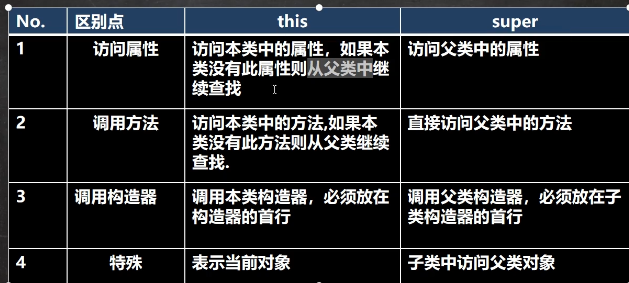 No. 区别点 this super
1 访问属性 访问本类中的属性，如果本 访问父类中的属性
类没有此属性则从父类中继
续查找
2 调用方法 访问本类中的方法,如果本 直接访问父类中的方法
类没有此方法则从父类继续
查找.
3 调用构造器 调用本类构造器，必须放在 调用父类构造器，必须放在子
构造器的首行 类构造器的首行
4 特殊 表示当前对象 子类中访问父类对象